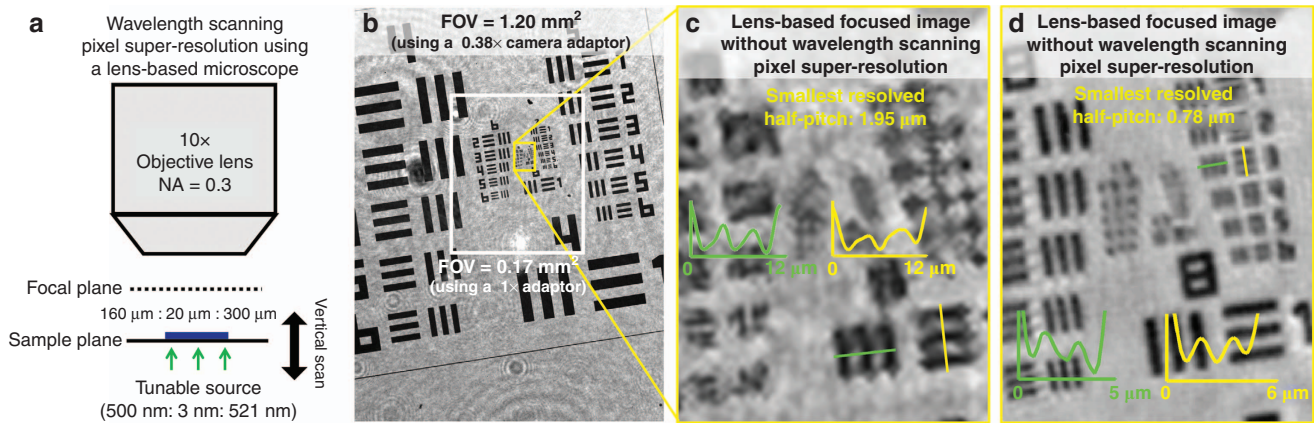 a
Wavelength scanning
pixel super-resolution using
a lens-based microscope
10×
Objective lens
NA = 0.3
Focal plane
160 μm : 20 μm : 300 μm
Sample plane
Vertical scan
Tunable source
(500 nm: 3 nm: 521 nm)
b
FOV = 1.20 mm²
(using a 0.38× camera adaptor)
FOV = 0.17 mm²
(using a 1× adaptor)
c
Lens-based focused image
without wavelength scanning
pixel super-resolution
Smallest resolved
half-pitch: 1.95 μm
0 12 μm
0 12 μm
d
Lens-based focused image
without wavelength scanning
pixel super-resolution
Smallest resolved
half-pitch: 0.78 μm
0 5 μm
0 6 μm